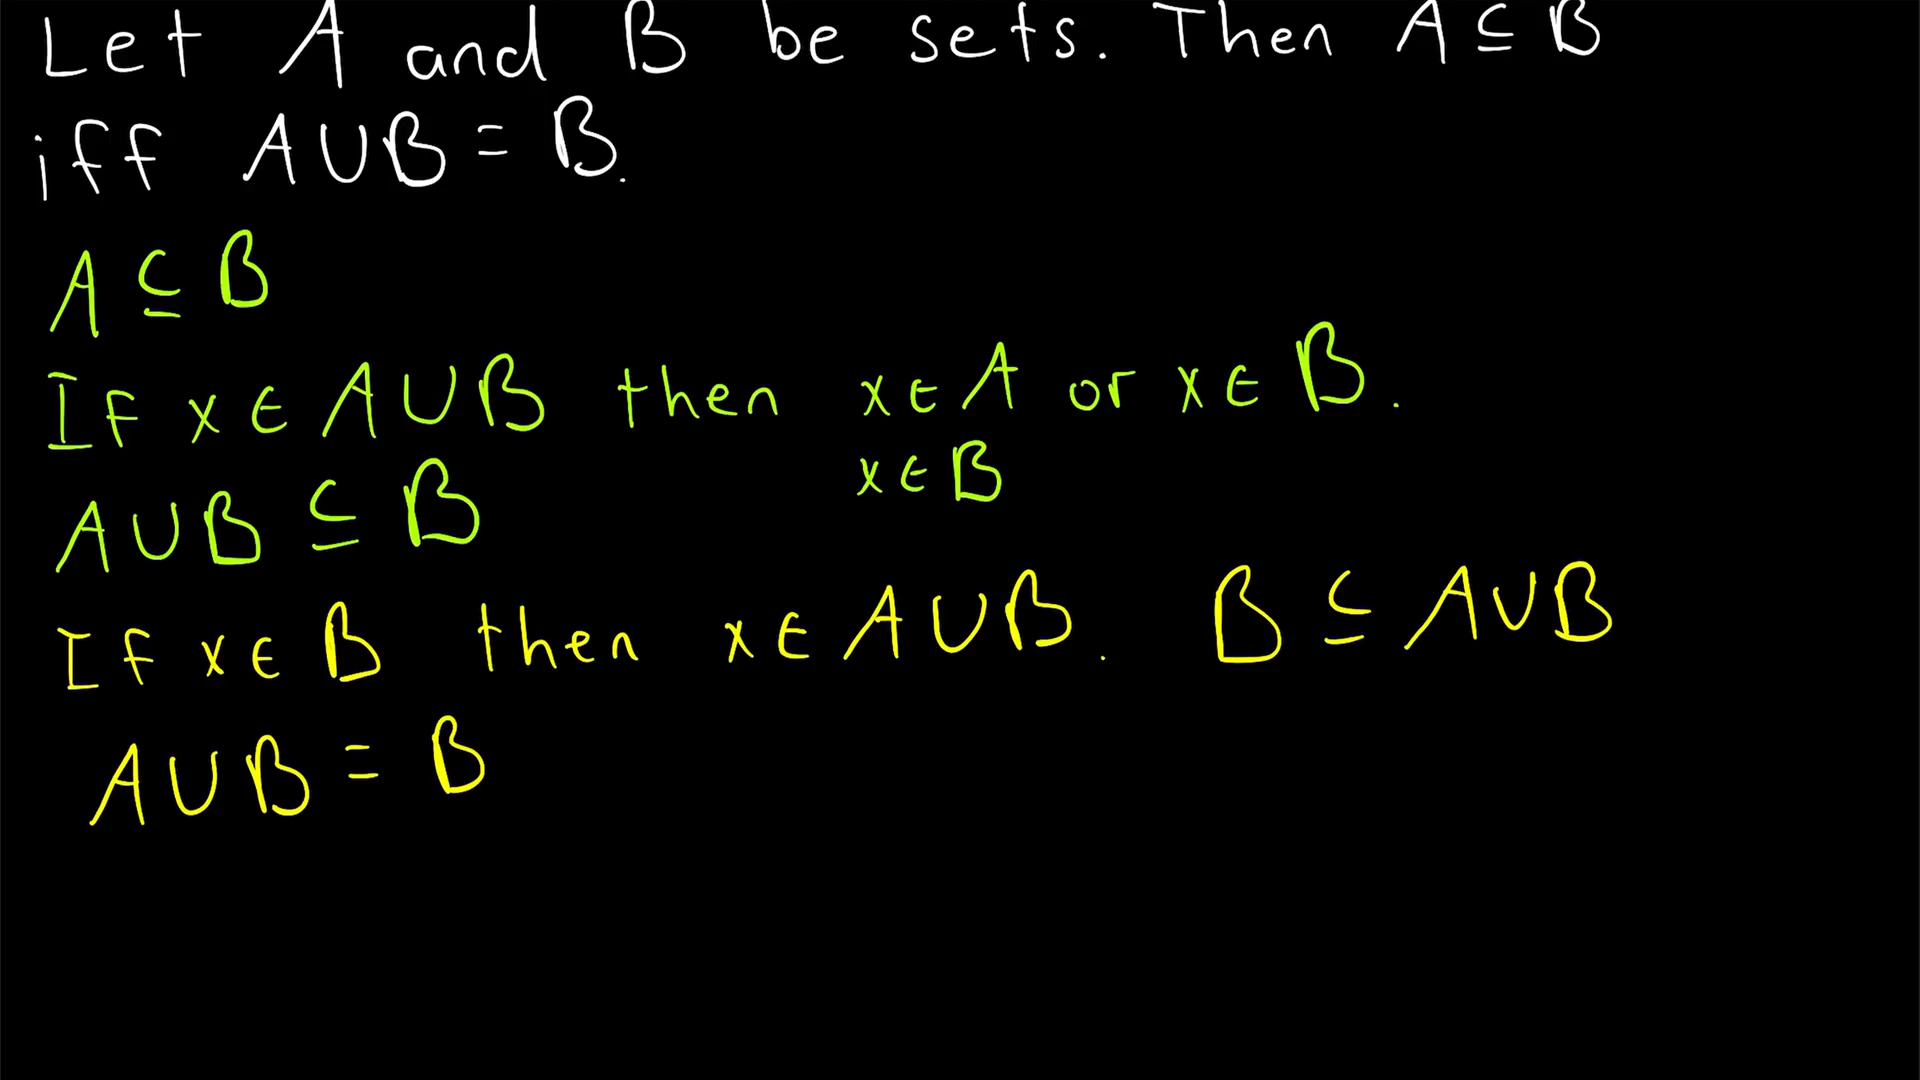 Let A and B be sets. Then A ⊆ B
iff A∪B = B.
A ⊆ B
If x ∈ A∪B then x ∈ A or x ∈ B.
x ∈ B
A∪B ⊆ B
If x ∈ B then x ∈ A∪B. B ⊆ A∪B
A∪B = B